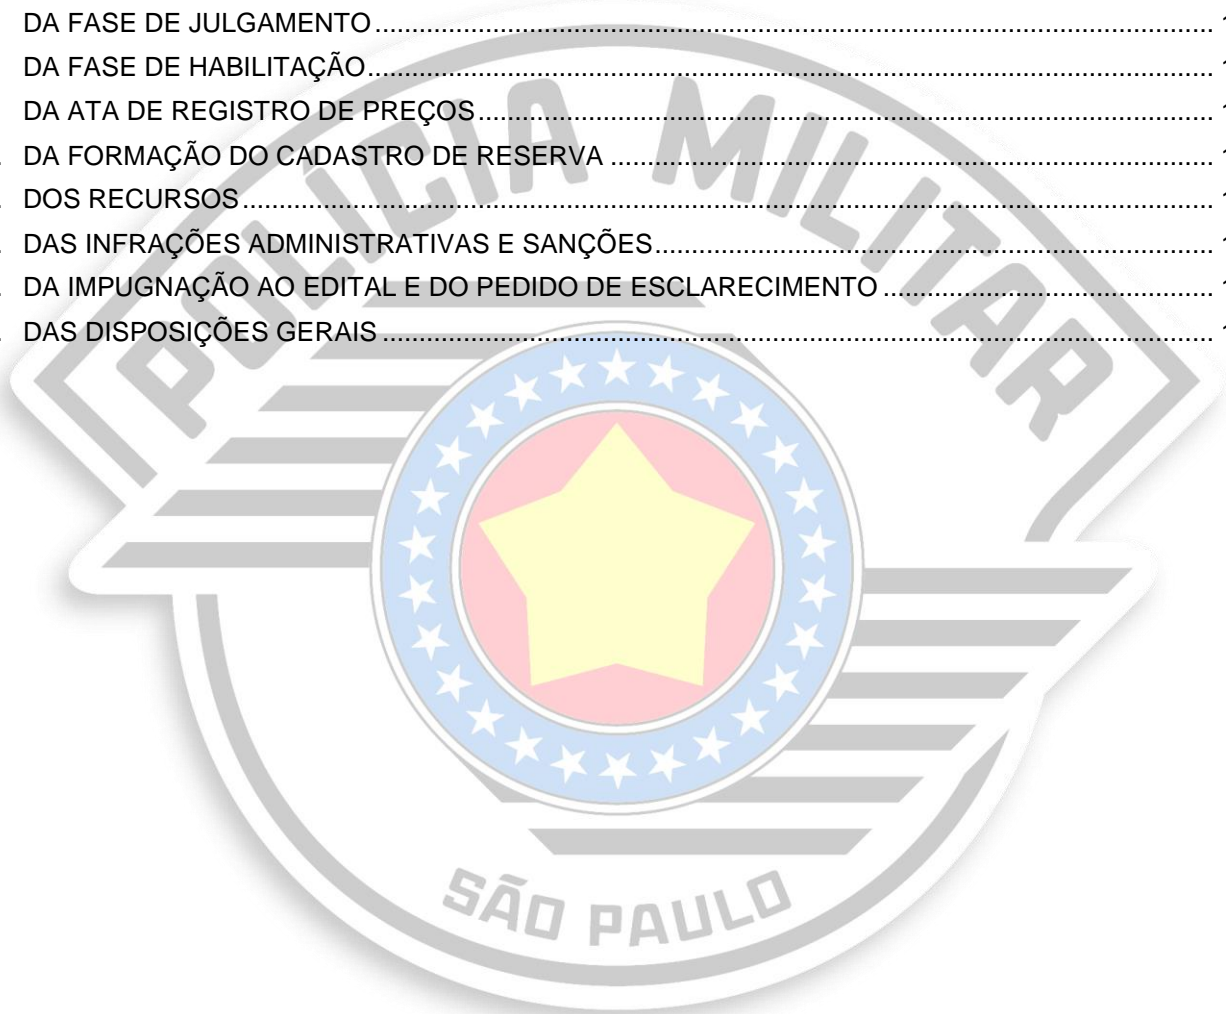 DA FASE DE JULGAMENTO
DA FASE DE HABILITAÇÃO
DA ATA DE REGISTRO DE PREÇOS
. DA FORMAÇÃO DO CADASTRO DE RESERVA
. DOS RECURSOS
. DAS INFRAÇÕES ADMINISTRATIVAS E SANÇÕES
. DA IMPUGNAÇÃO AO EDITAL E DO PEDIDO DE ESCLARECIMENTO
. DAS DISPOSIÇÕES GERAIS
POLÍCIA MILITAR
SÃO PAULO